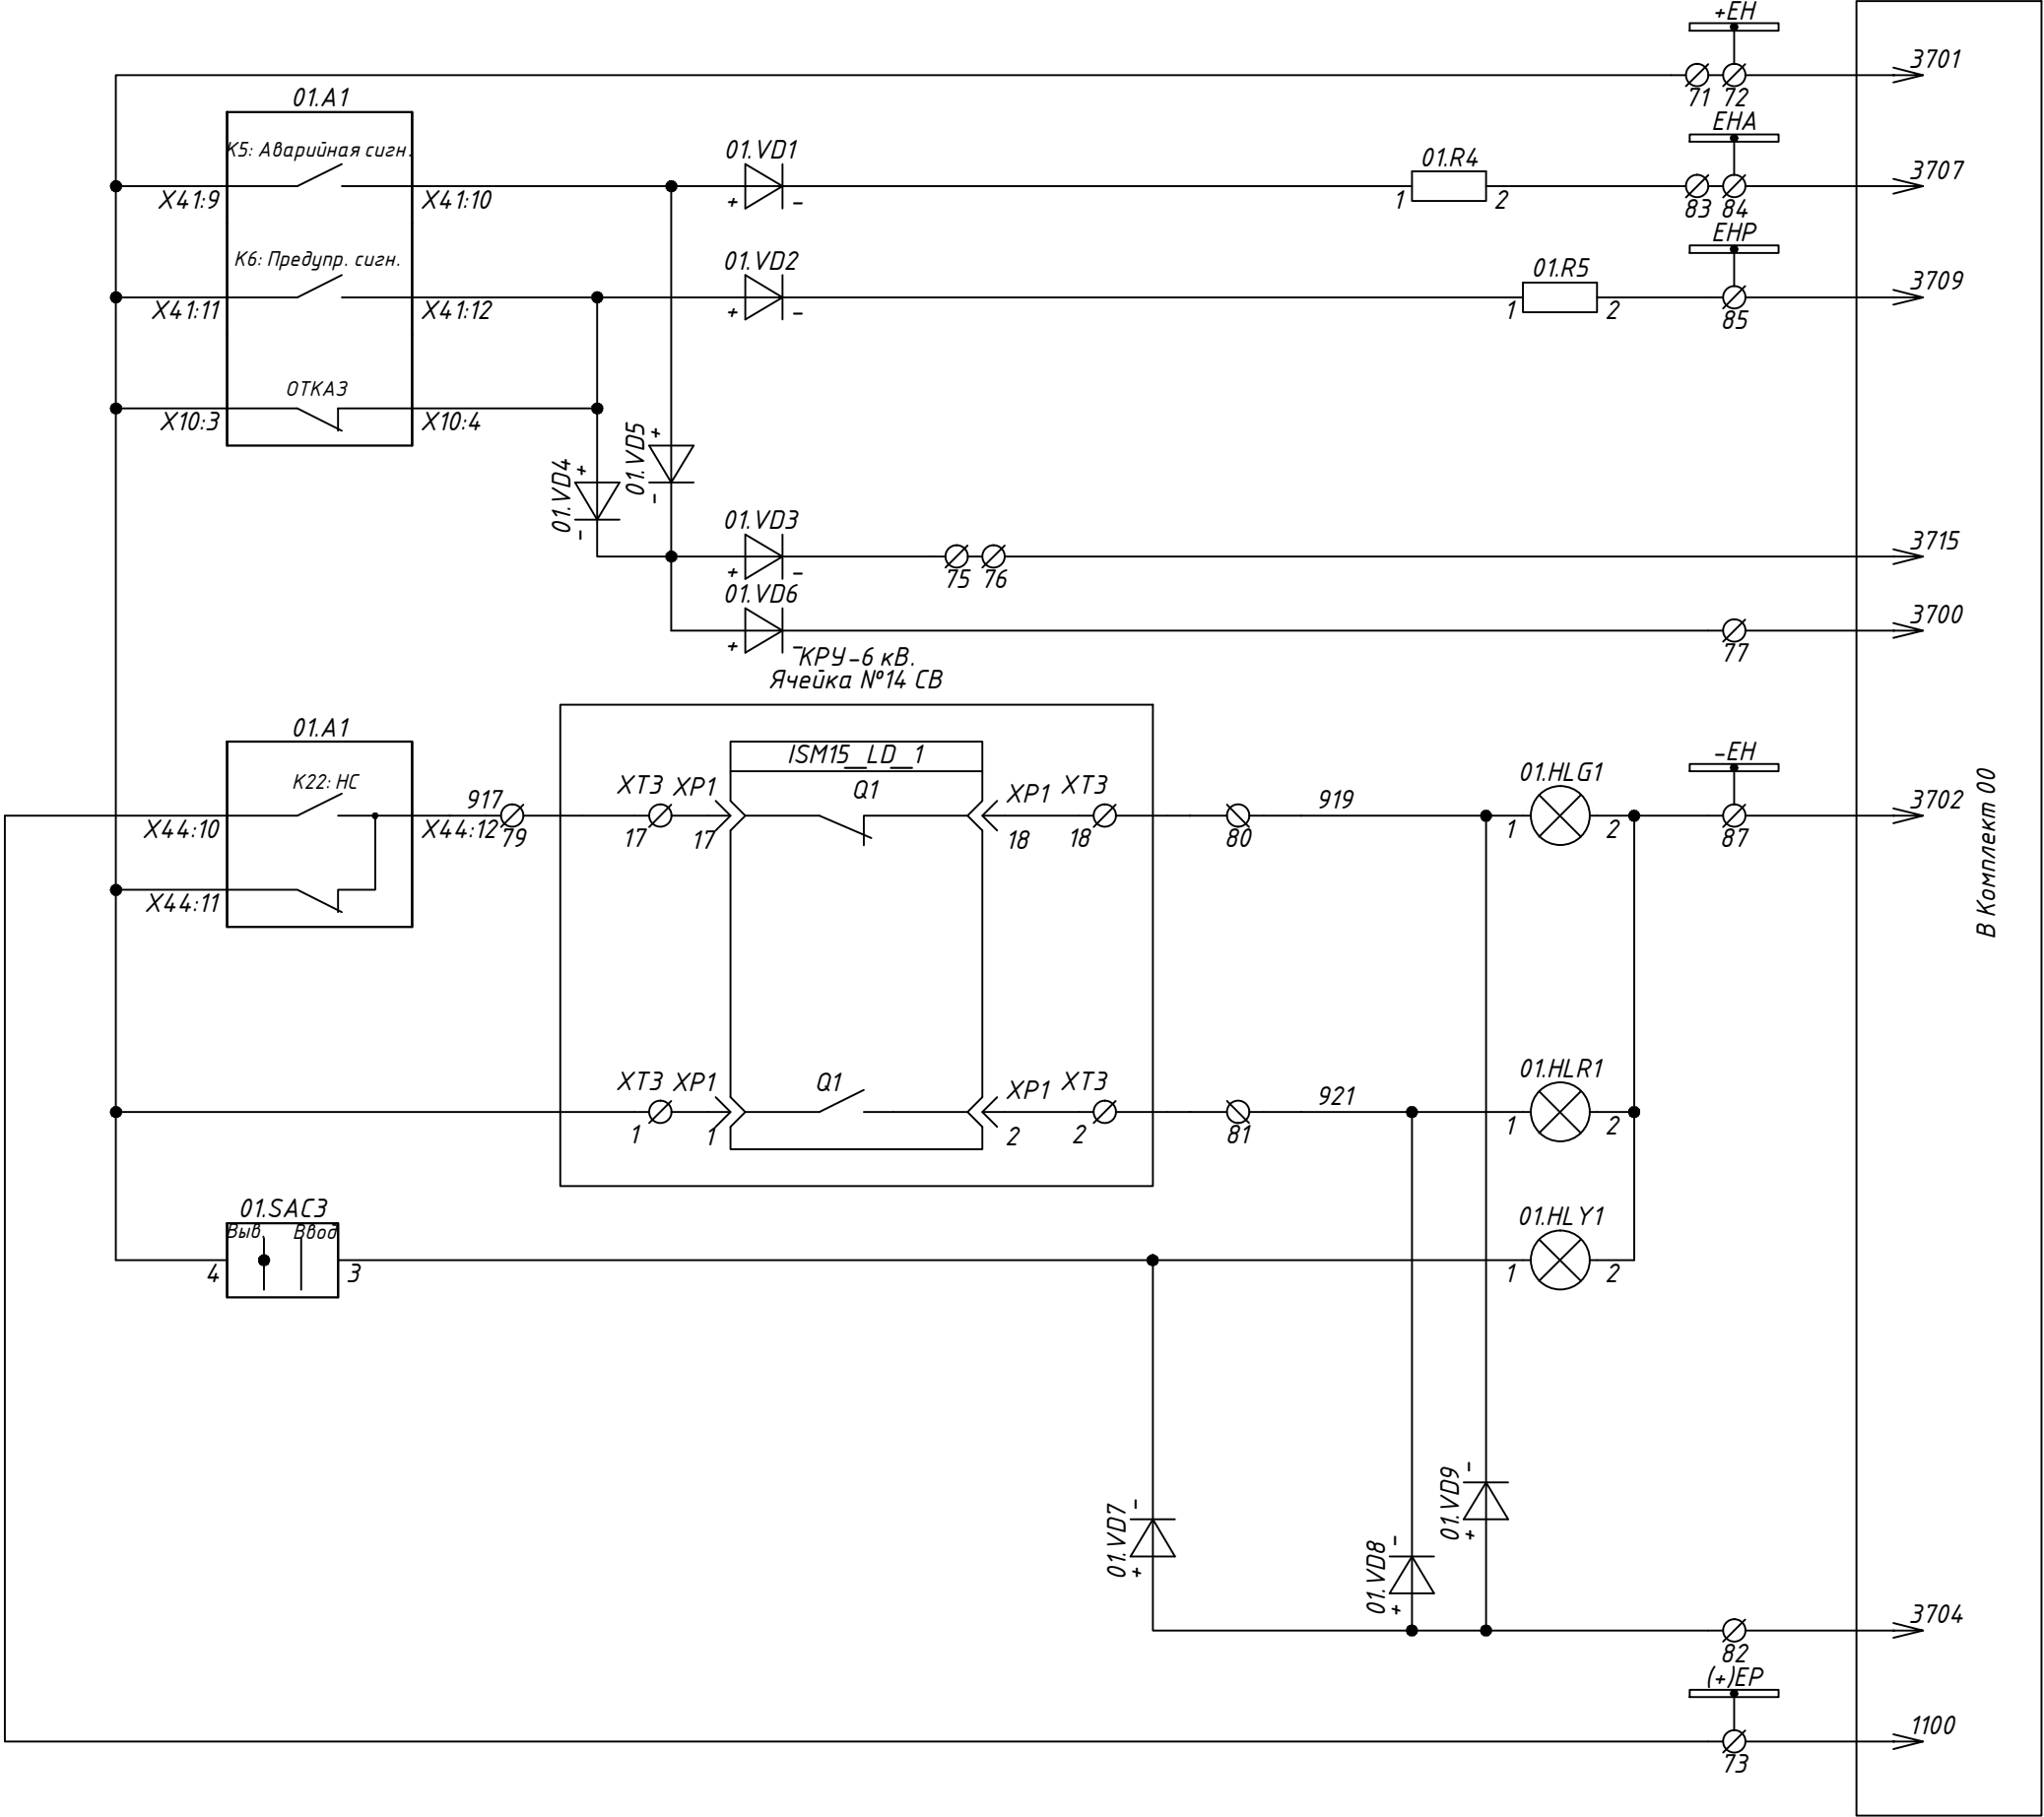 +EH
3701
71
72
01.A1
EHA
К5: Аварийная сигн.
01.VD1
01.R4
3707
X41:9
X41:10
+
-
1
2
83
84
К6: Предупр. сигн.
EHP
01.VD2
01.R5
3709
X41:11
X41:12
+
-
1
2
85
ОТКАЗ
X10:3
X10:4
01.VD4
+
-
01.VD5
+
-
01.VD3
3715
+
-
75
76
01.VD6
3700
+
-
77
КРУ-6 кВ.
Ячейка №14 СВ
01.A1
ISM15_LD_1
-EH
К22: НС
917
XT3
XP1
Q1
XP1
XT3
919
01.HLG1
3702
X44:10
X44:12
79
17
17
18
18
80
1
2
87
X44:11
В Комплект 00
XT3
XP1
Q1
XP1
XT3
921
01.HLR1
1
1
2
2
81
1
2
01.SAC3
Выв.
Ввод
01.HLY1
4
3
1
2
01.VD7
+
-
01.VD8
+
-
01.VD9
+
-
3704
82
(+)EP
1100
73